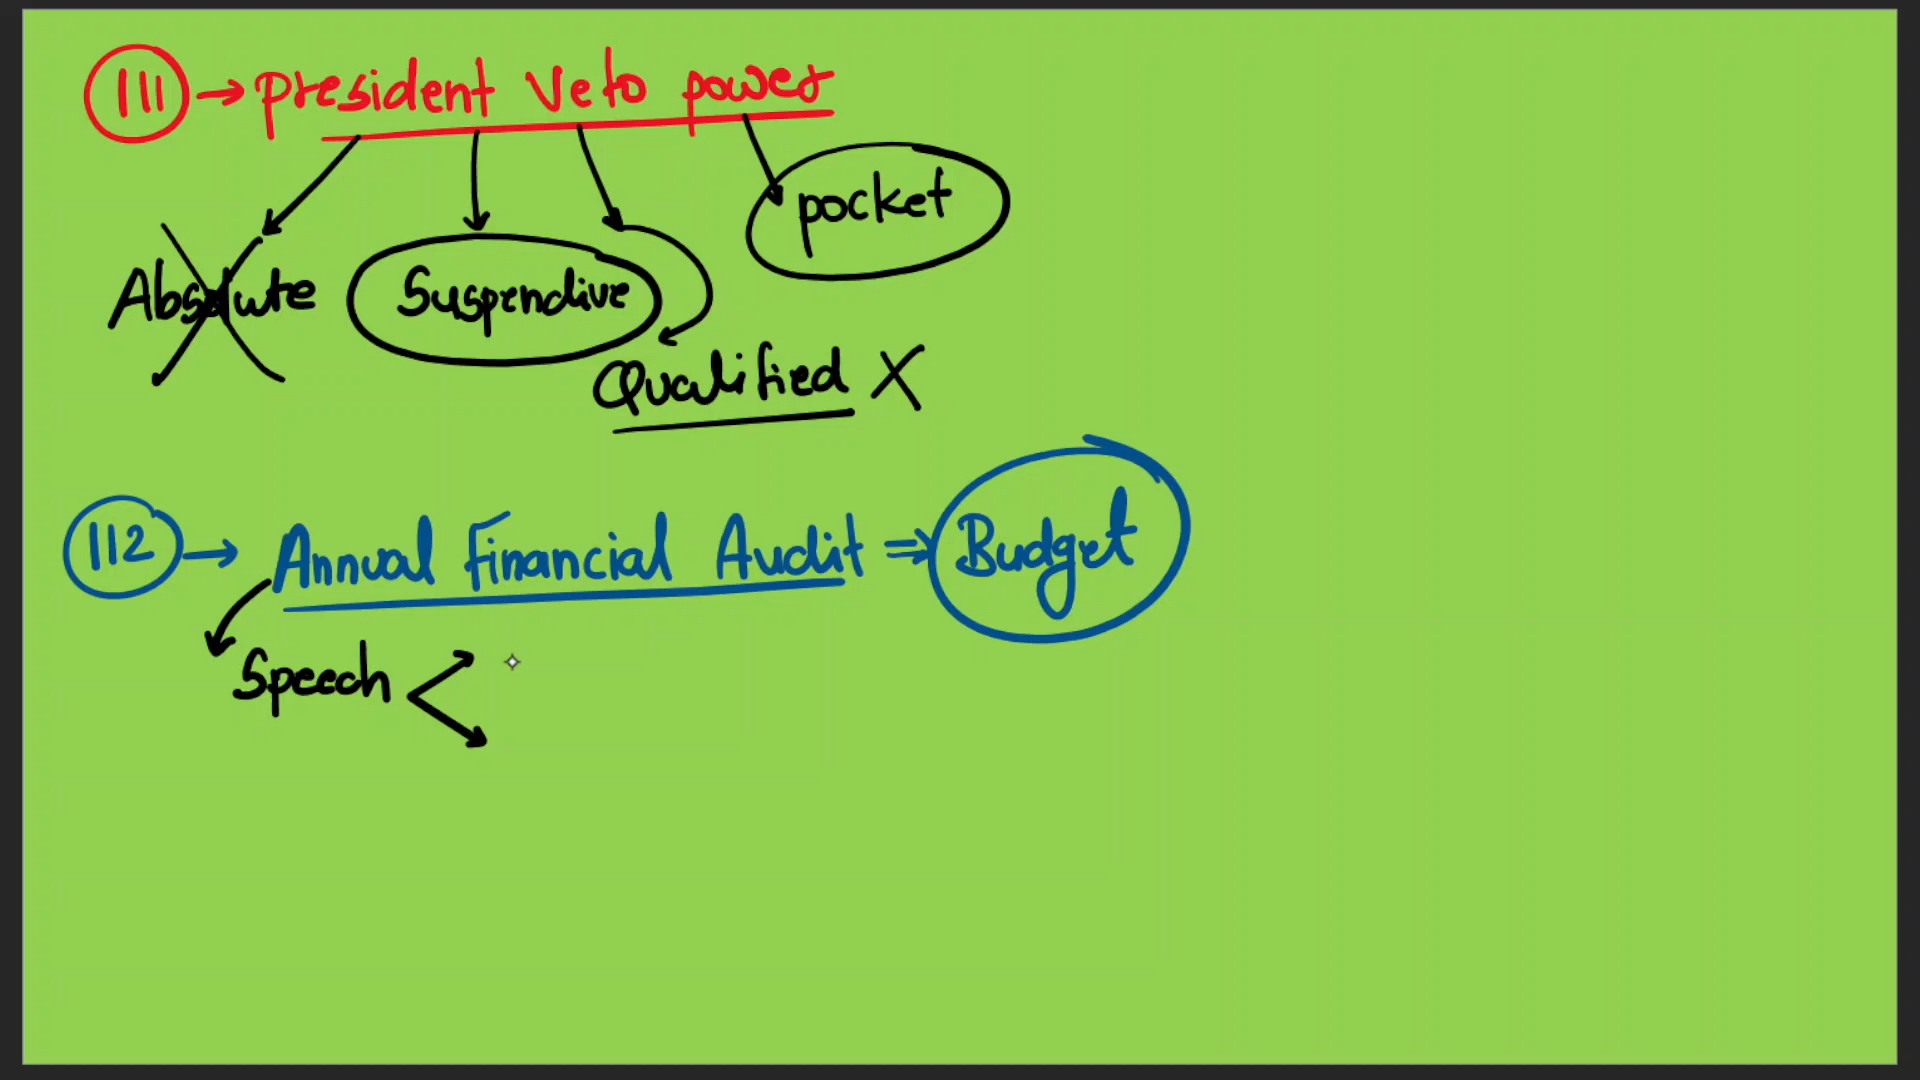 111 → president Veto power
pocket
Absolute Suspendive
Qualified X
112 → Annual Financial Audit ⇒ Budget
Speech